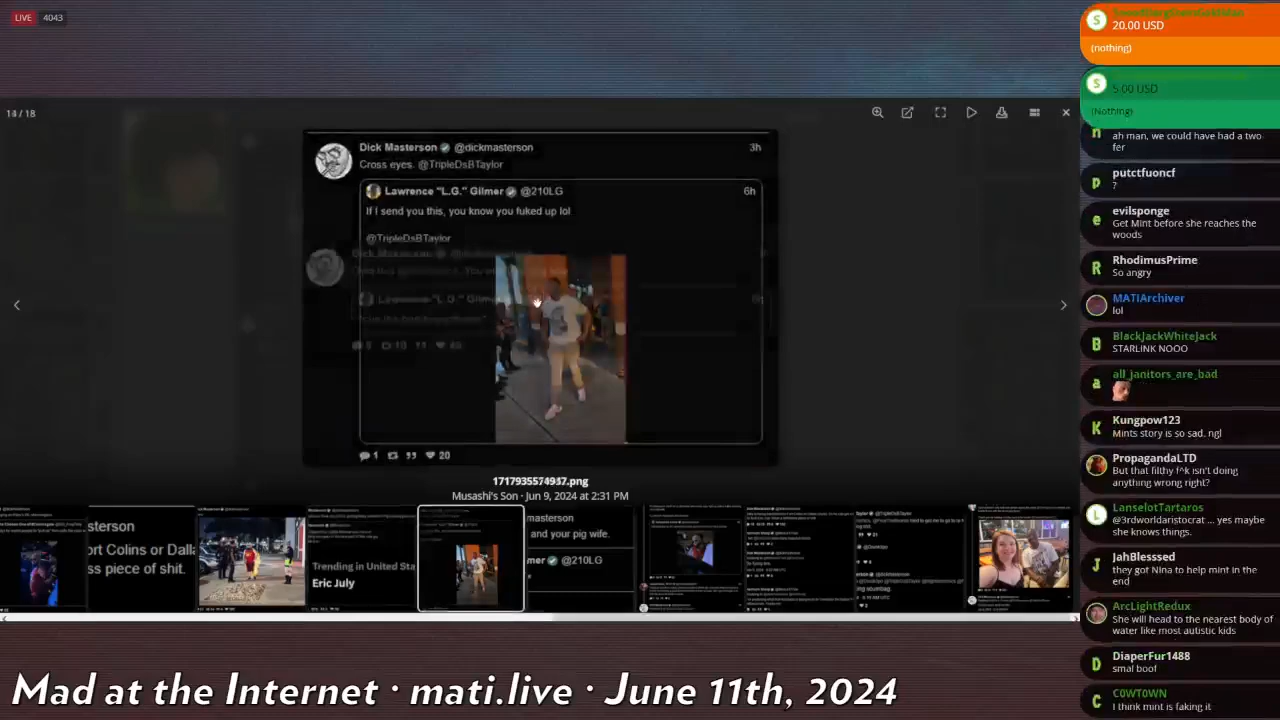 LIVE 4043
14 / 18
Dick Masterson @dickmasterson 3h
Cross eyes. @TripleDsBTaylor
Lawrence "L.G." Gilmer @210LG 6h
If I send you this, you know you fuked up lol
@TripleDsBTaylor
Lawrence "L.G." Gilmer
1 20
1717935574947.png
Musashi's Son · Jun 9, 2024 at 2:31 PM
sterson
ort Colins or Dalla
ss piece of shit.
Trending in United Sta
Eric July
masterson
and your pig wife.
mer @210LG
Mad at the Internet · mati.live · June 11th, 2024
20.00 USD
(nothing)
5.00 USD
(Nothing)
ah man, we could have had a two
fer
putctfuoncf
?
evilsponge
Get Mint before she reaches the
woods
RhodimusPrime
So angry
MATIArchiver
lol
BlackJackWhiteJack
STARLINK NOOO
all_janitors_are_bad
Kungpow123
Mints story is so sad. ngl
PropagandaLTD
But that filthy f^k isn't doing
anything wrong right?
LanselotTartaros
@3rdworldaristocrat ... yes maybe
she knows things.
JahBlesssed
they got Nina to help mint in the
end
ArcLightRedux
She will head to the nearest body of
water like most autistic kids
DiaperFur1488
smal boof
C0WT0WN
I think mint is faking it